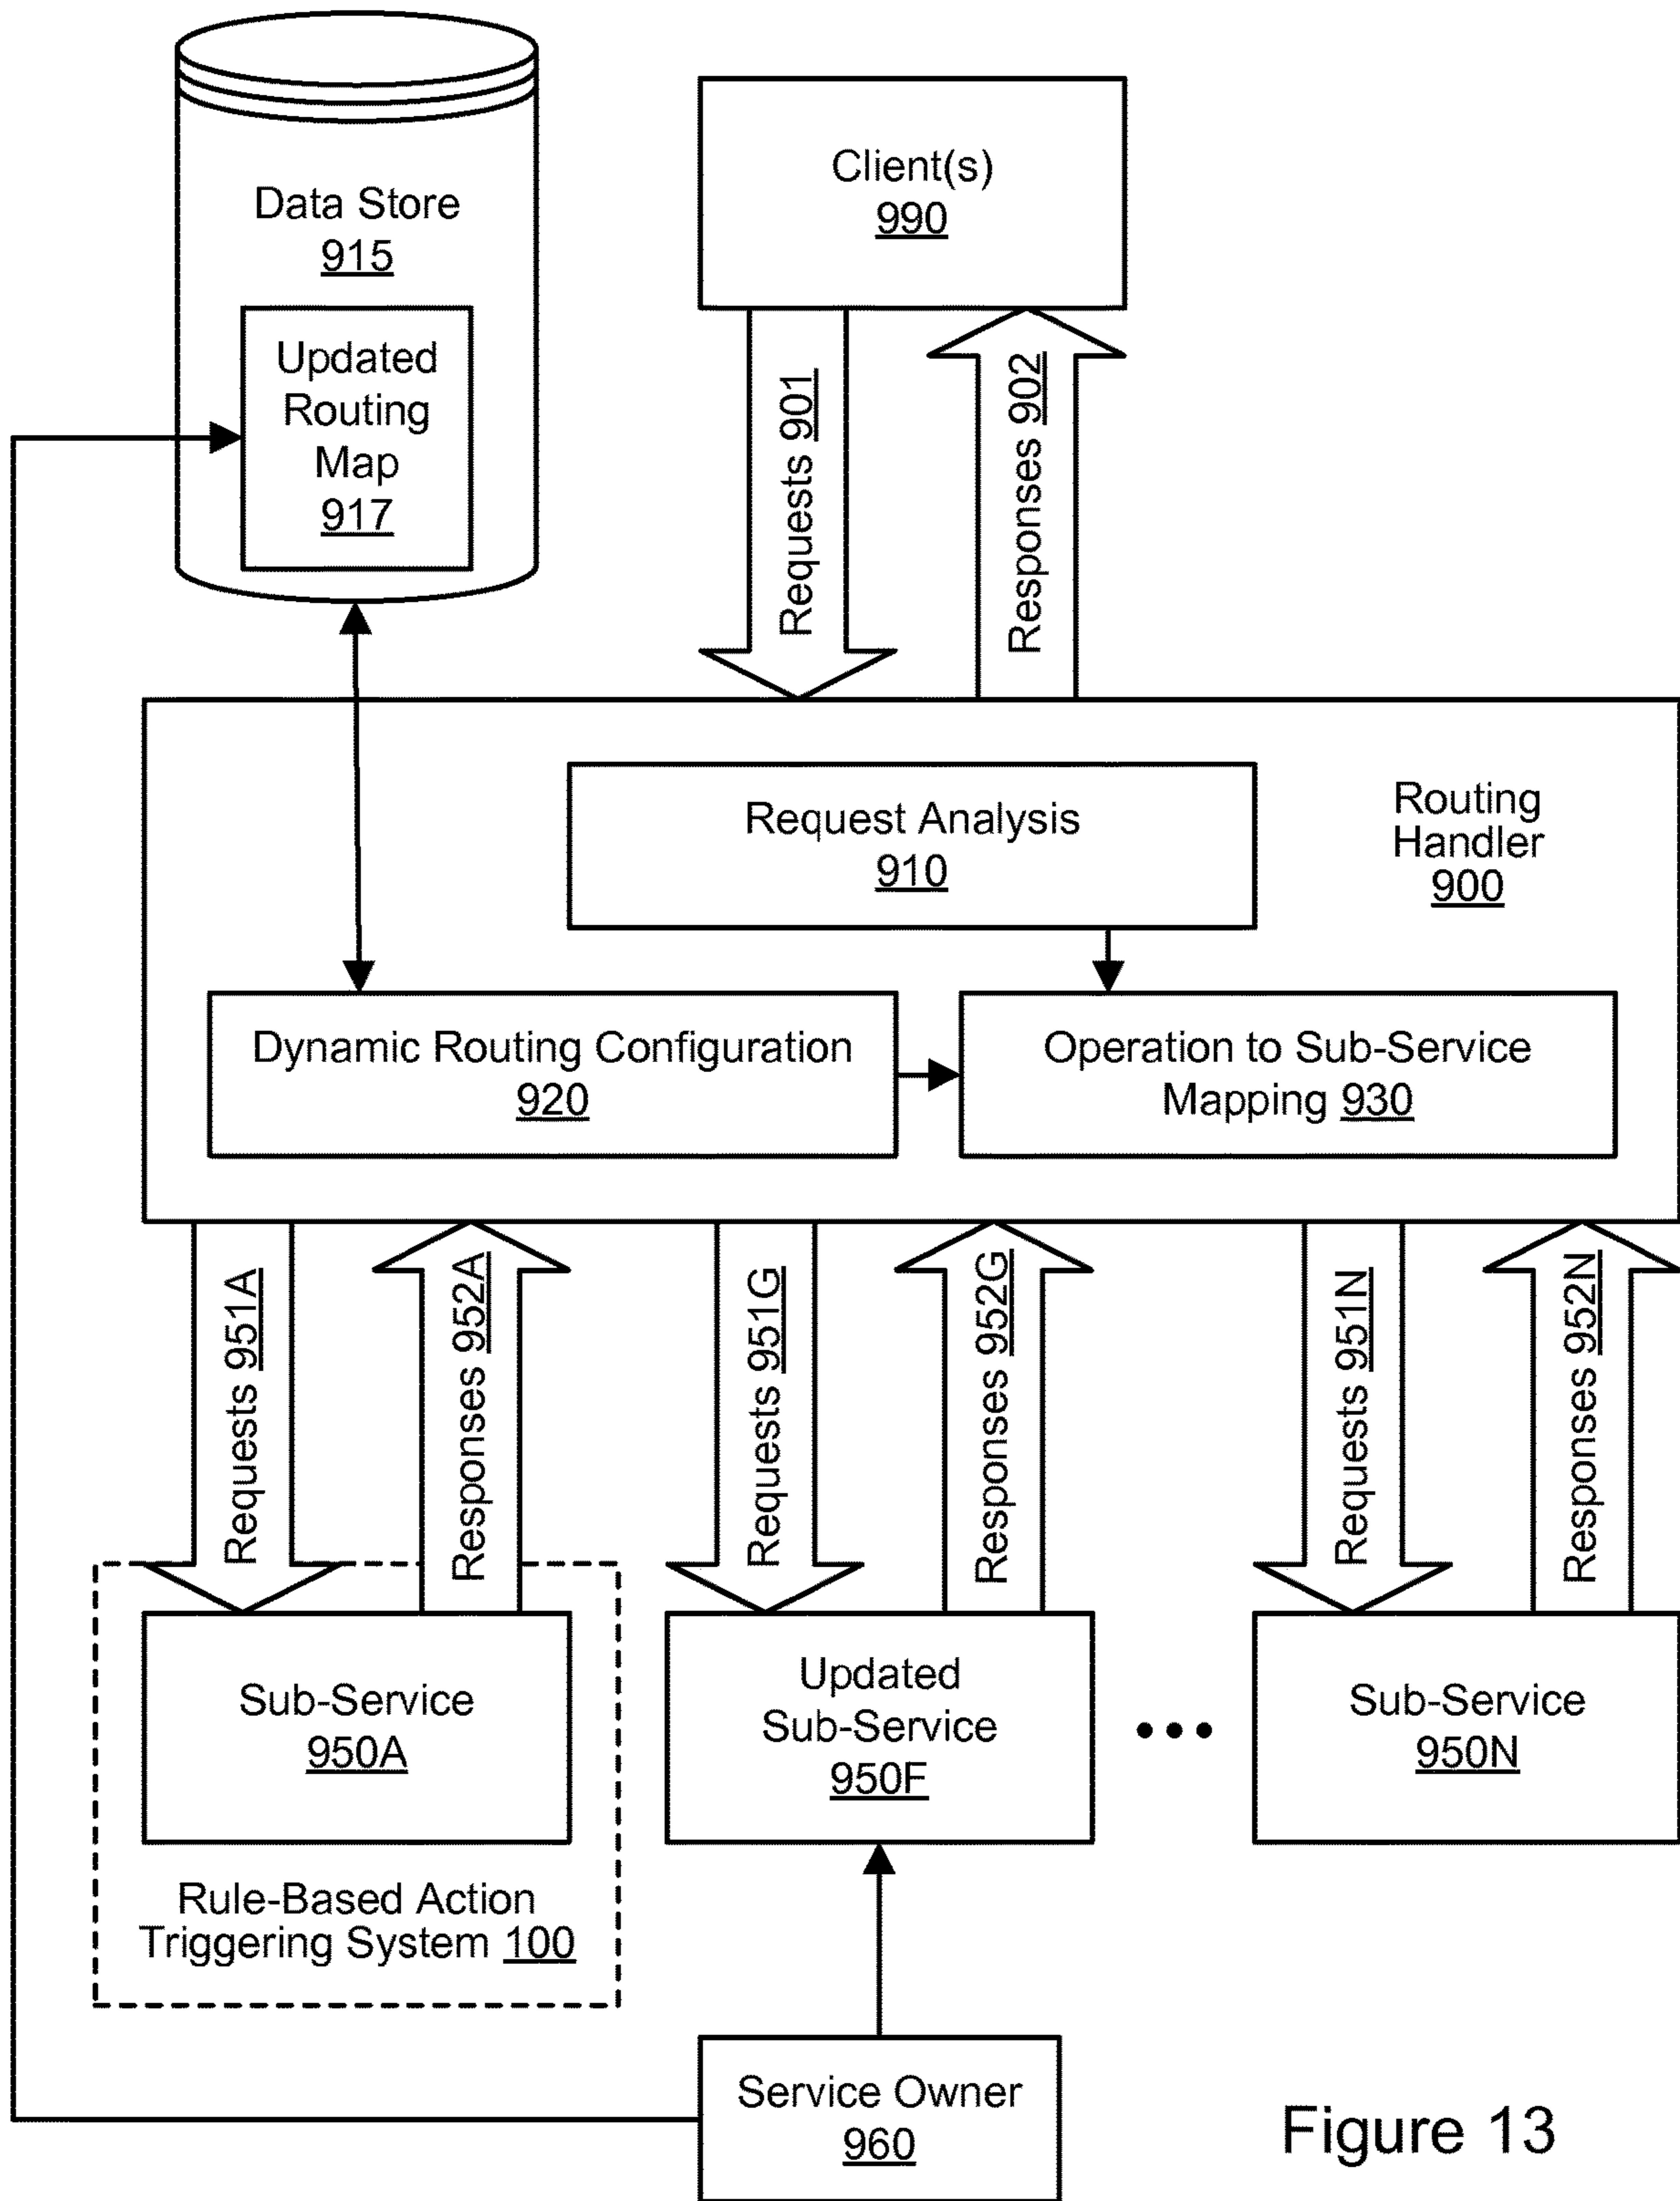 Data Store
915
Updated
Routing
Map
917
Client(s)
990
Requests 901
Responses 902
Routing
Handler
900
Request Analysis
910
Dynamic Routing Configuration
920
Operation to Sub-Service
Mapping 930
Requests 951A
Responses 952A
Requests 951G
Responses 952G
Requests 951N
Responses 952N
Sub-Service
950A
Updated
Sub-Service
950F
•••
Sub-Service
950N
Rule-Based Action
Triggering System 100
Service Owner
960
Figure 13